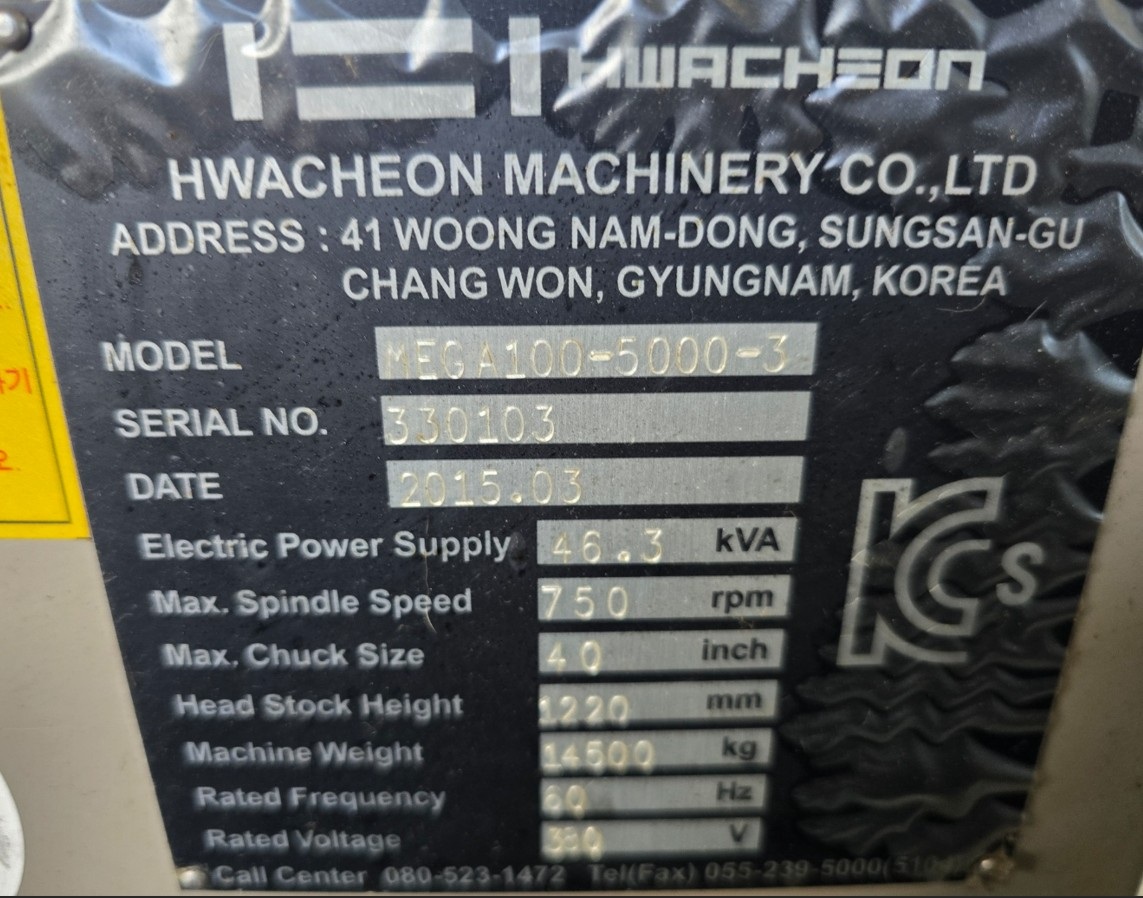 HWACHEON
HWACHEON MACHINERY CO.,LTD
ADDRESS : 41 WOONG NAM-DONG, SUNGSAN-GU
CHANG WON, GYUNGNAM, KOREA
MODEL MEGA100-5000-3
SERIAL NO. 330103
DATE 2015.03
Electric Power Supply 46.3 kVA
Max. Spindle Speed 750 rpm
Max. Chuck Size 40 inch
Head Stock Height 1220 mm
Machine Weight 14500 kg
Rated Frequency 60 Hz
Rated Voltage 380 V
Call Center 080-523-1472 Tel(Fax) 055-239-5000
KCs